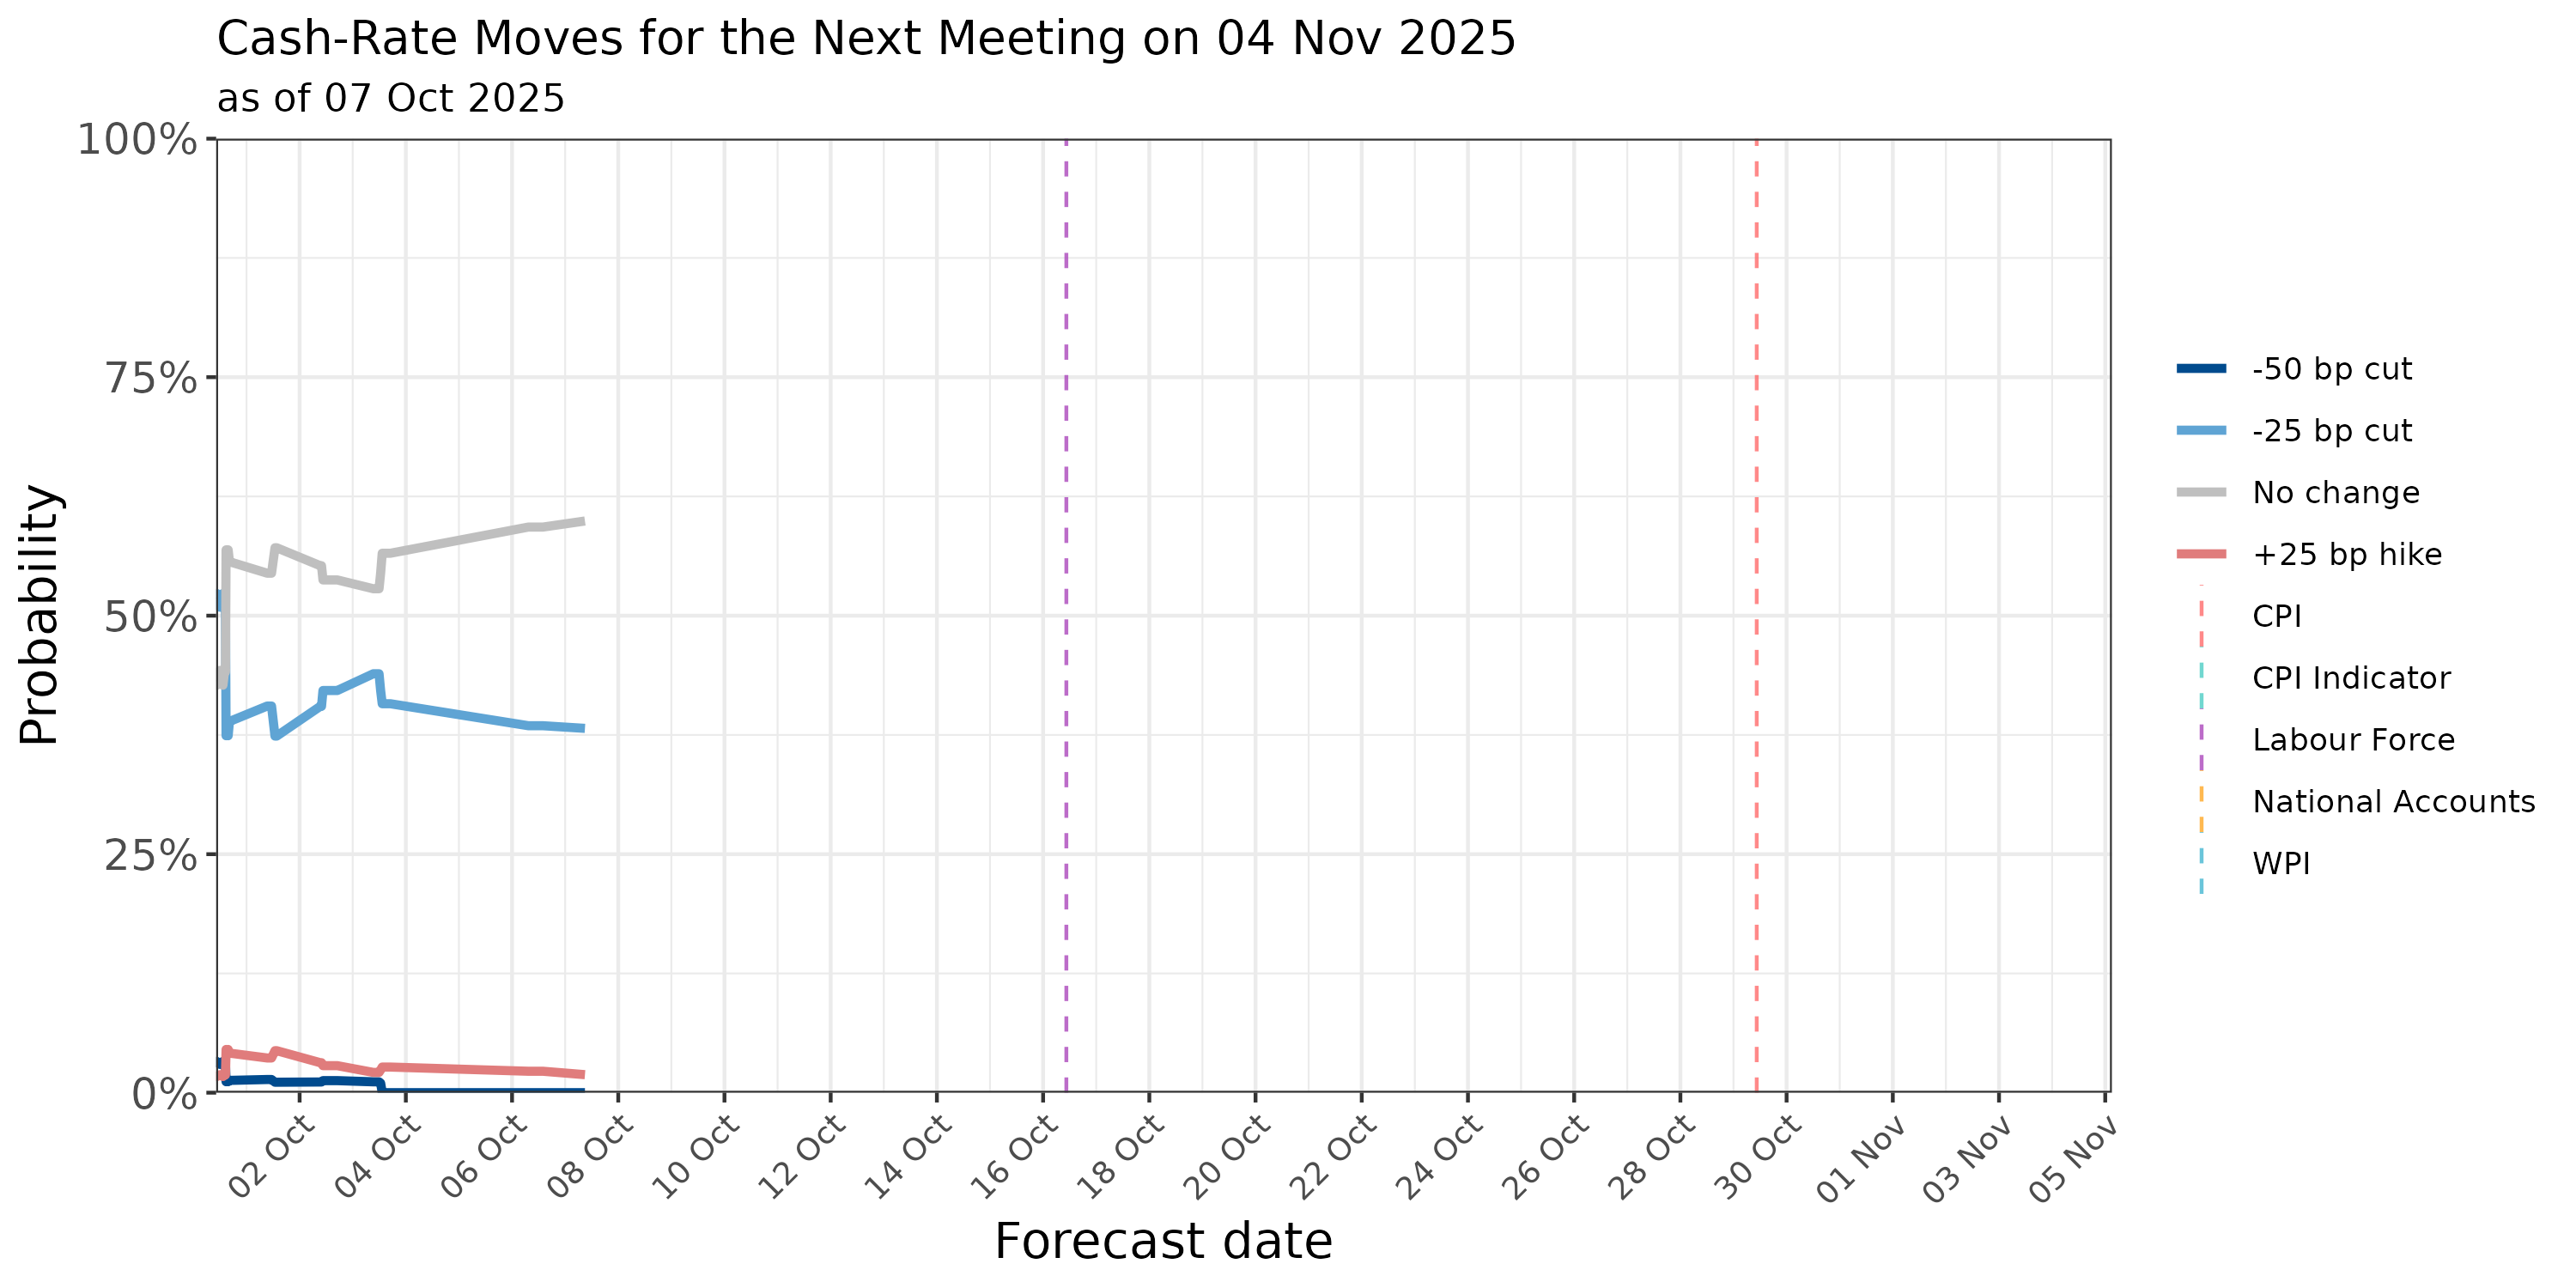 Cash-Rate Moves for the Next Meeting on 04 Nov 2025
as of 07 Oct 2025
Probability
100%
75%
50%
25%
0%
02 Oct
04 Oct
06 Oct
08 Oct
10 Oct
12 Oct
14 Oct
16 Oct
18 Oct
20 Oct
22 Oct
24 Oct
26 Oct
28 Oct
30 Oct
01 Nov
03 Nov
05 Nov
Forecast date
-50 bp cut
-25 bp cut
No change
+25 bp hike
CPI
CPI Indicator
Labour Force
National Accounts
WPI